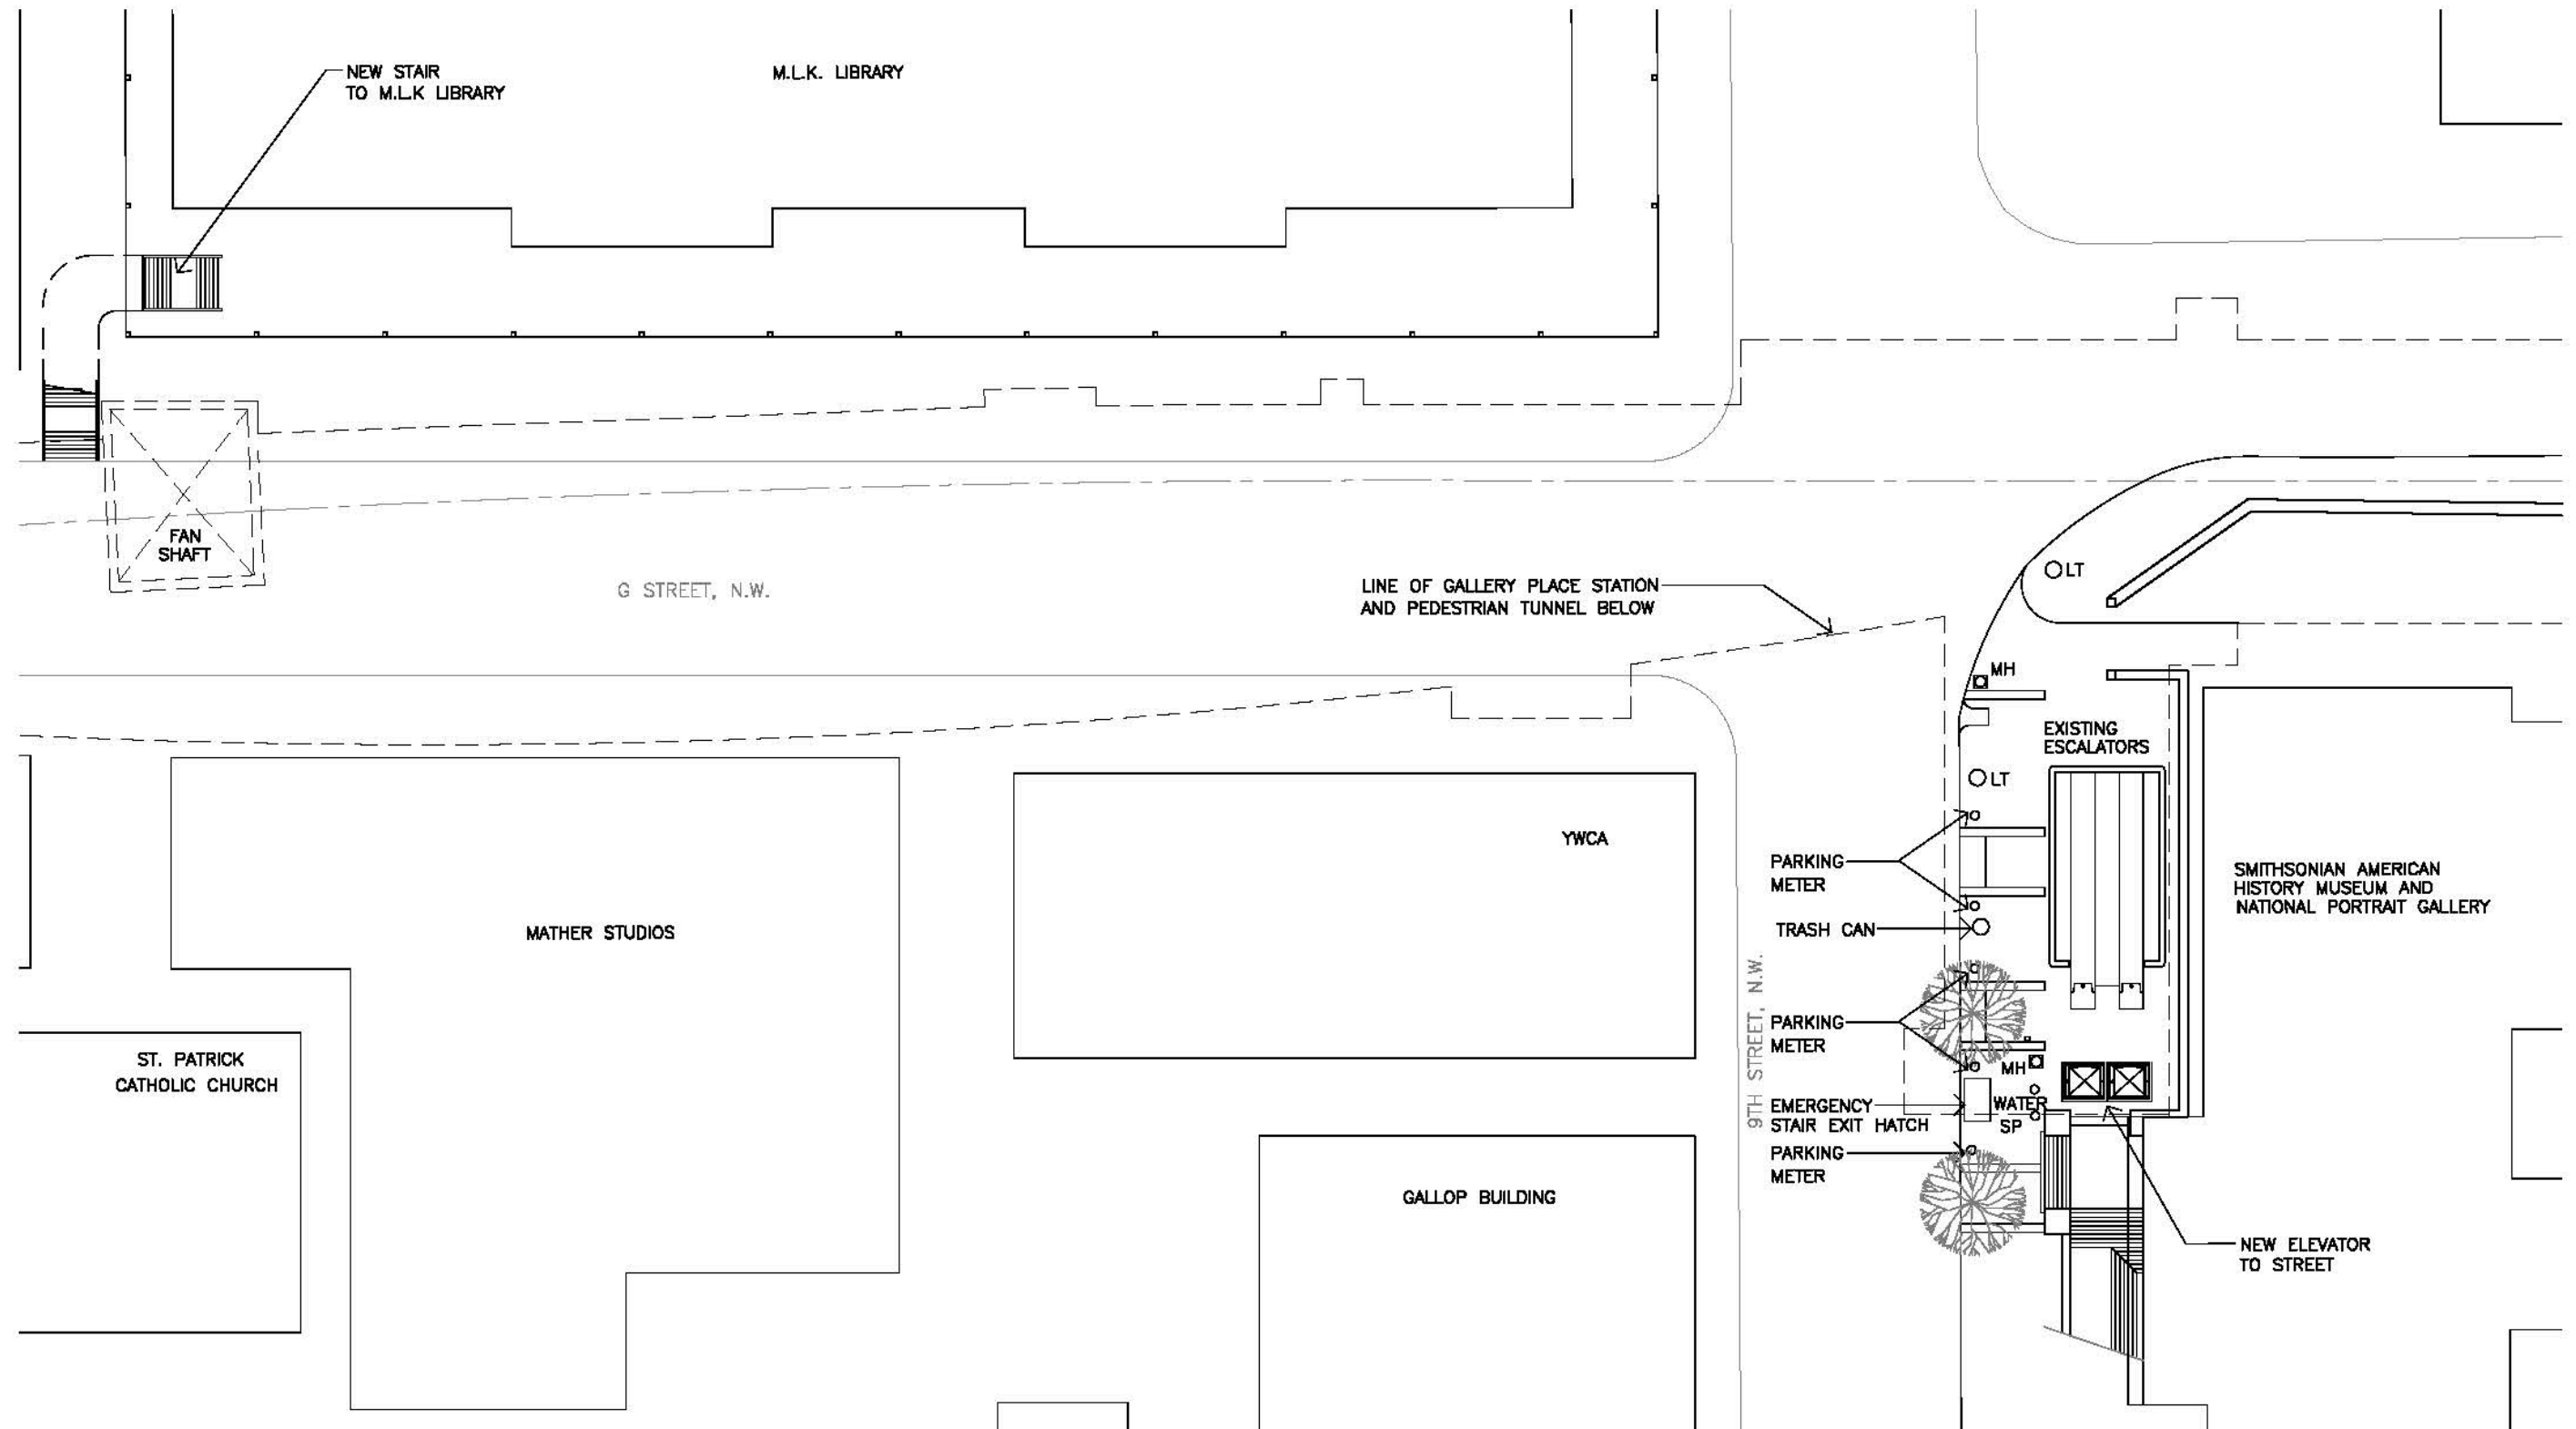 NEW STAIR
TO M.L.K LIBRARY
M.L.K. LIBRARY
FAN
SHAFT
G STREET, N.W.
LINE OF GALLERY PLACE STATION
AND PEDESTRIAN TUNNEL BELOW
LT
MH
EXISTING
ESCALATORS
LT
YWCA
PARKING
METER
SMITHSONIAN AMERICAN
HISTORY MUSEUM AND
NATIONAL PORTRAIT GALLERY
MATHER STUDIOS
TRASH CAN
9TH STREET, N.W.
PARKING
METER
ST. PATRICK
CATHOLIC CHURCH
MH
EMERGENCY
STAIR EXIT HATCH
WATER
SP
PARKING
METER
GALLOP BUILDING
NEW ELEVATOR
TO STREET